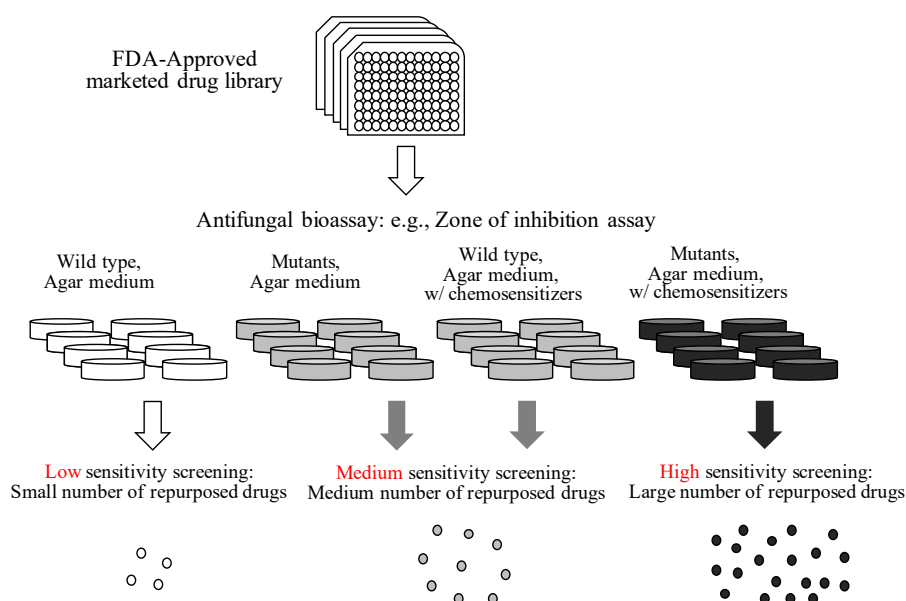 FDA-Approved
marketed drug library
Antifungal bioassay: e.g., Zone of inhibition assay
Wild type,
Agar medium
Mutants,
Agar medium
Wild type,
Agar medium,
w/ chemosensitizers
Mutants,
Agar medium,
w/ chemosensitizers
Low sensitivity screening:
Small number of repurposed drugs
Medium sensitivity screening:
Medium number of repurposed drugs
High sensitivity screening:
Large number of repurposed drugs